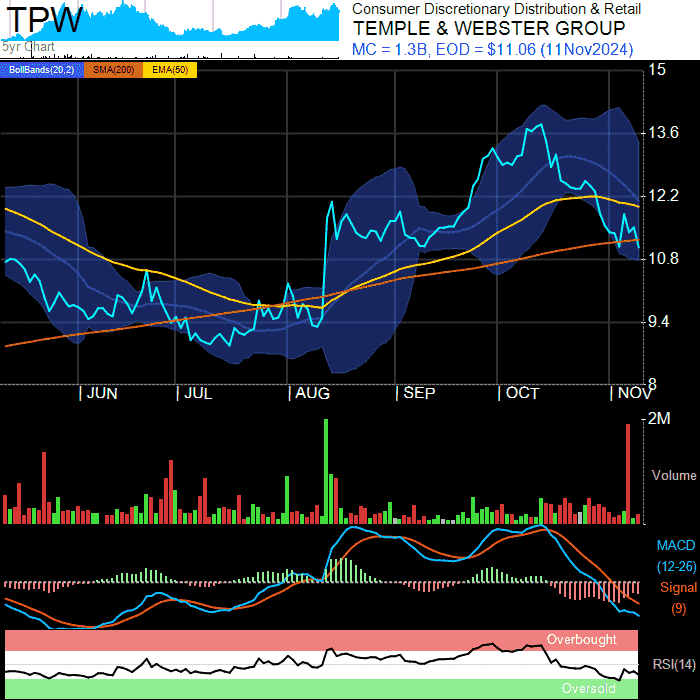 TPW
5yr Chart
Consumer Discretionary Distribution & Retail
TEMPLE & WEBSTER GROUP
MC = 1.3B, EOD = $11.06 (11Nov2024)
BollBands(20,2) SMA(200) EMA(50)
15
13.6
12.2
10.8
9.4
8
JUN JUL AUG SEP OCT NOV
2M
Volume
MACD
(12-26)
Signal
(9)
Overbought
RSI(14)
Oversold